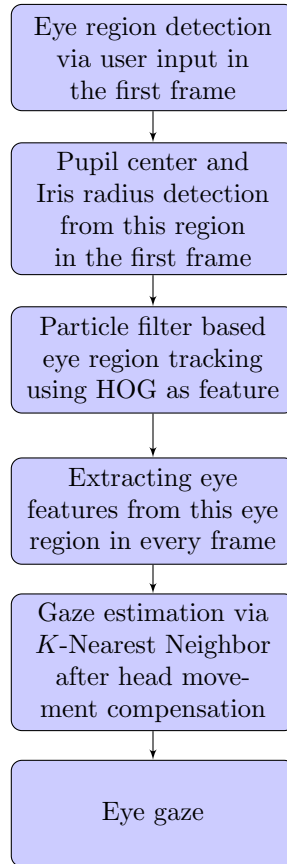 Eye region detection
via user input in
the first frame
Pupil center and
Iris radius detection
from this region
in the first frame
Particle filter based
eye region tracking
using HOG as feature
Extracting eye
features from this eye
region in every frame
Gaze estimation via
K-Nearest Neighbor
after head move-
ment compensation
Eye gaze